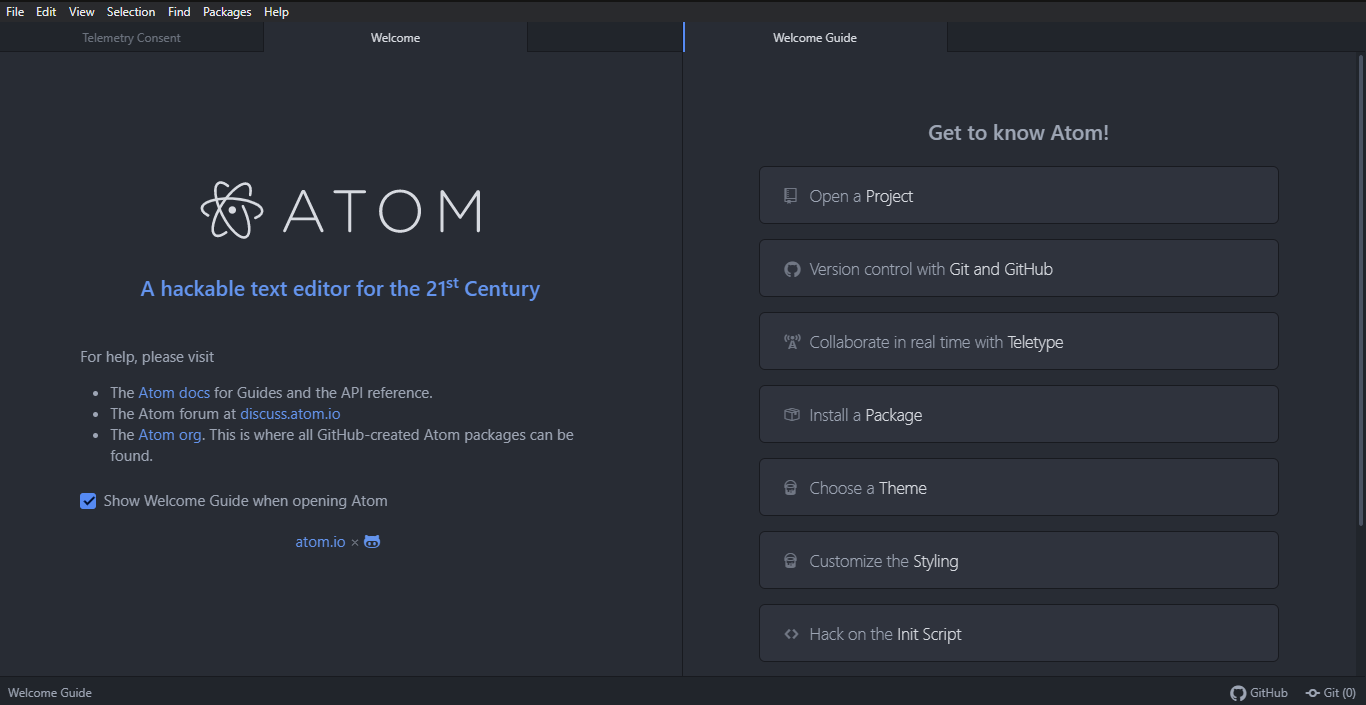 File Edit View Selection Find Packages Help
Telemetry Consent
Welcome
Welcome Guide
ATOM
A hackable text editor for the 21st Century
For help, please visit
The Atom docs for Guides and the API reference.
The Atom forum at discuss.atom.io
The Atom org. This is where all GitHub-created Atom packages can be
found.
Show Welcome Guide when opening Atom
atom.io ×
Get to know Atom!
Open a Project
Version control with Git and GitHub
Collaborate in real time with Teletype
Install a Package
Choose a Theme
Customize the Styling
Hack on the Init Script
Welcome Guide
GitHub
Git (0)